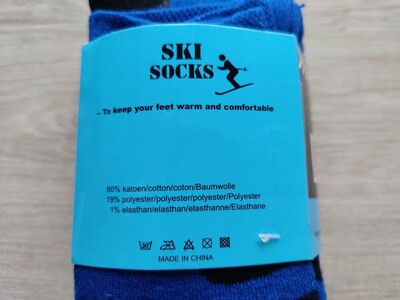 SKI
SOCKS
– To keep your feet warm and comfortable
80% katoen/cotton/coton/Baumwolle
19% polyester/polyester/polyester/Polyester
1% elasthan/elasthan/elasthanne/Elasthane
MADE IN CHINA